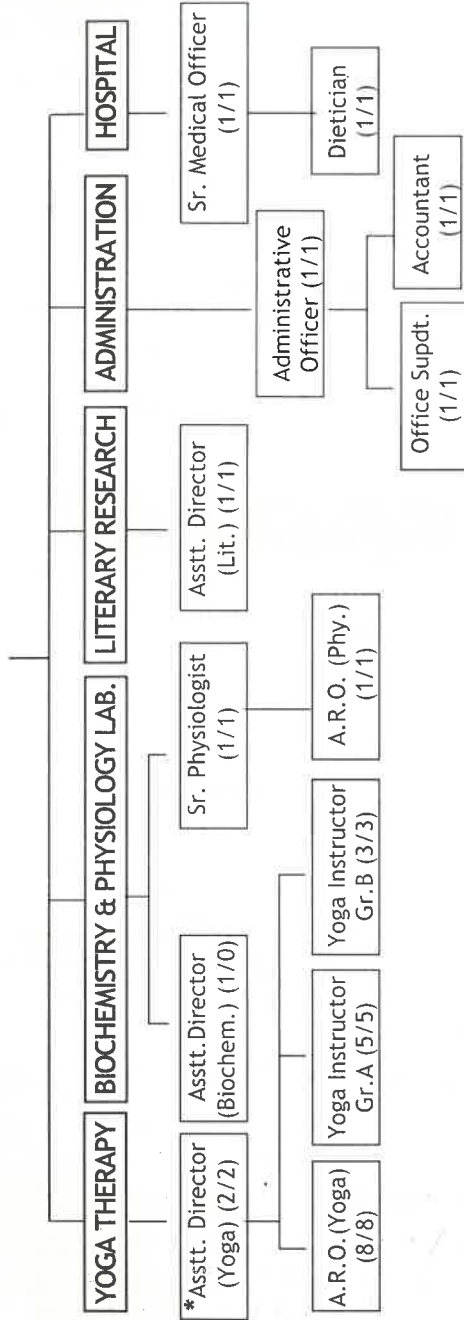 YOGA THERAPY
BIOCHEMISTRY & PHYSIOLOGY LAB.
LITERARY RESEARCH
ADMINISTRATION
HOSPITAL
*Asstt. Director
(Yoga) (2/2)
Asstt.Director
(Biochem.) (1/0)
Sr. Physiologist
(1/1)
Asstt. Director
(Lit.) (1/1)
Administrative
Officer (1/1)
Sr. Medical Officer
(1/1)
A.R.O.(Yoga)
(8/8)
Yoga Instructor
Gr.A (5/5)
Yoga Instructor
Gr.B (3/3)
A.R.O. (Phy.)
(1/1)
Office Supdt.
(1/1)
Accountant
(1/1)
Dietician
(1/1)